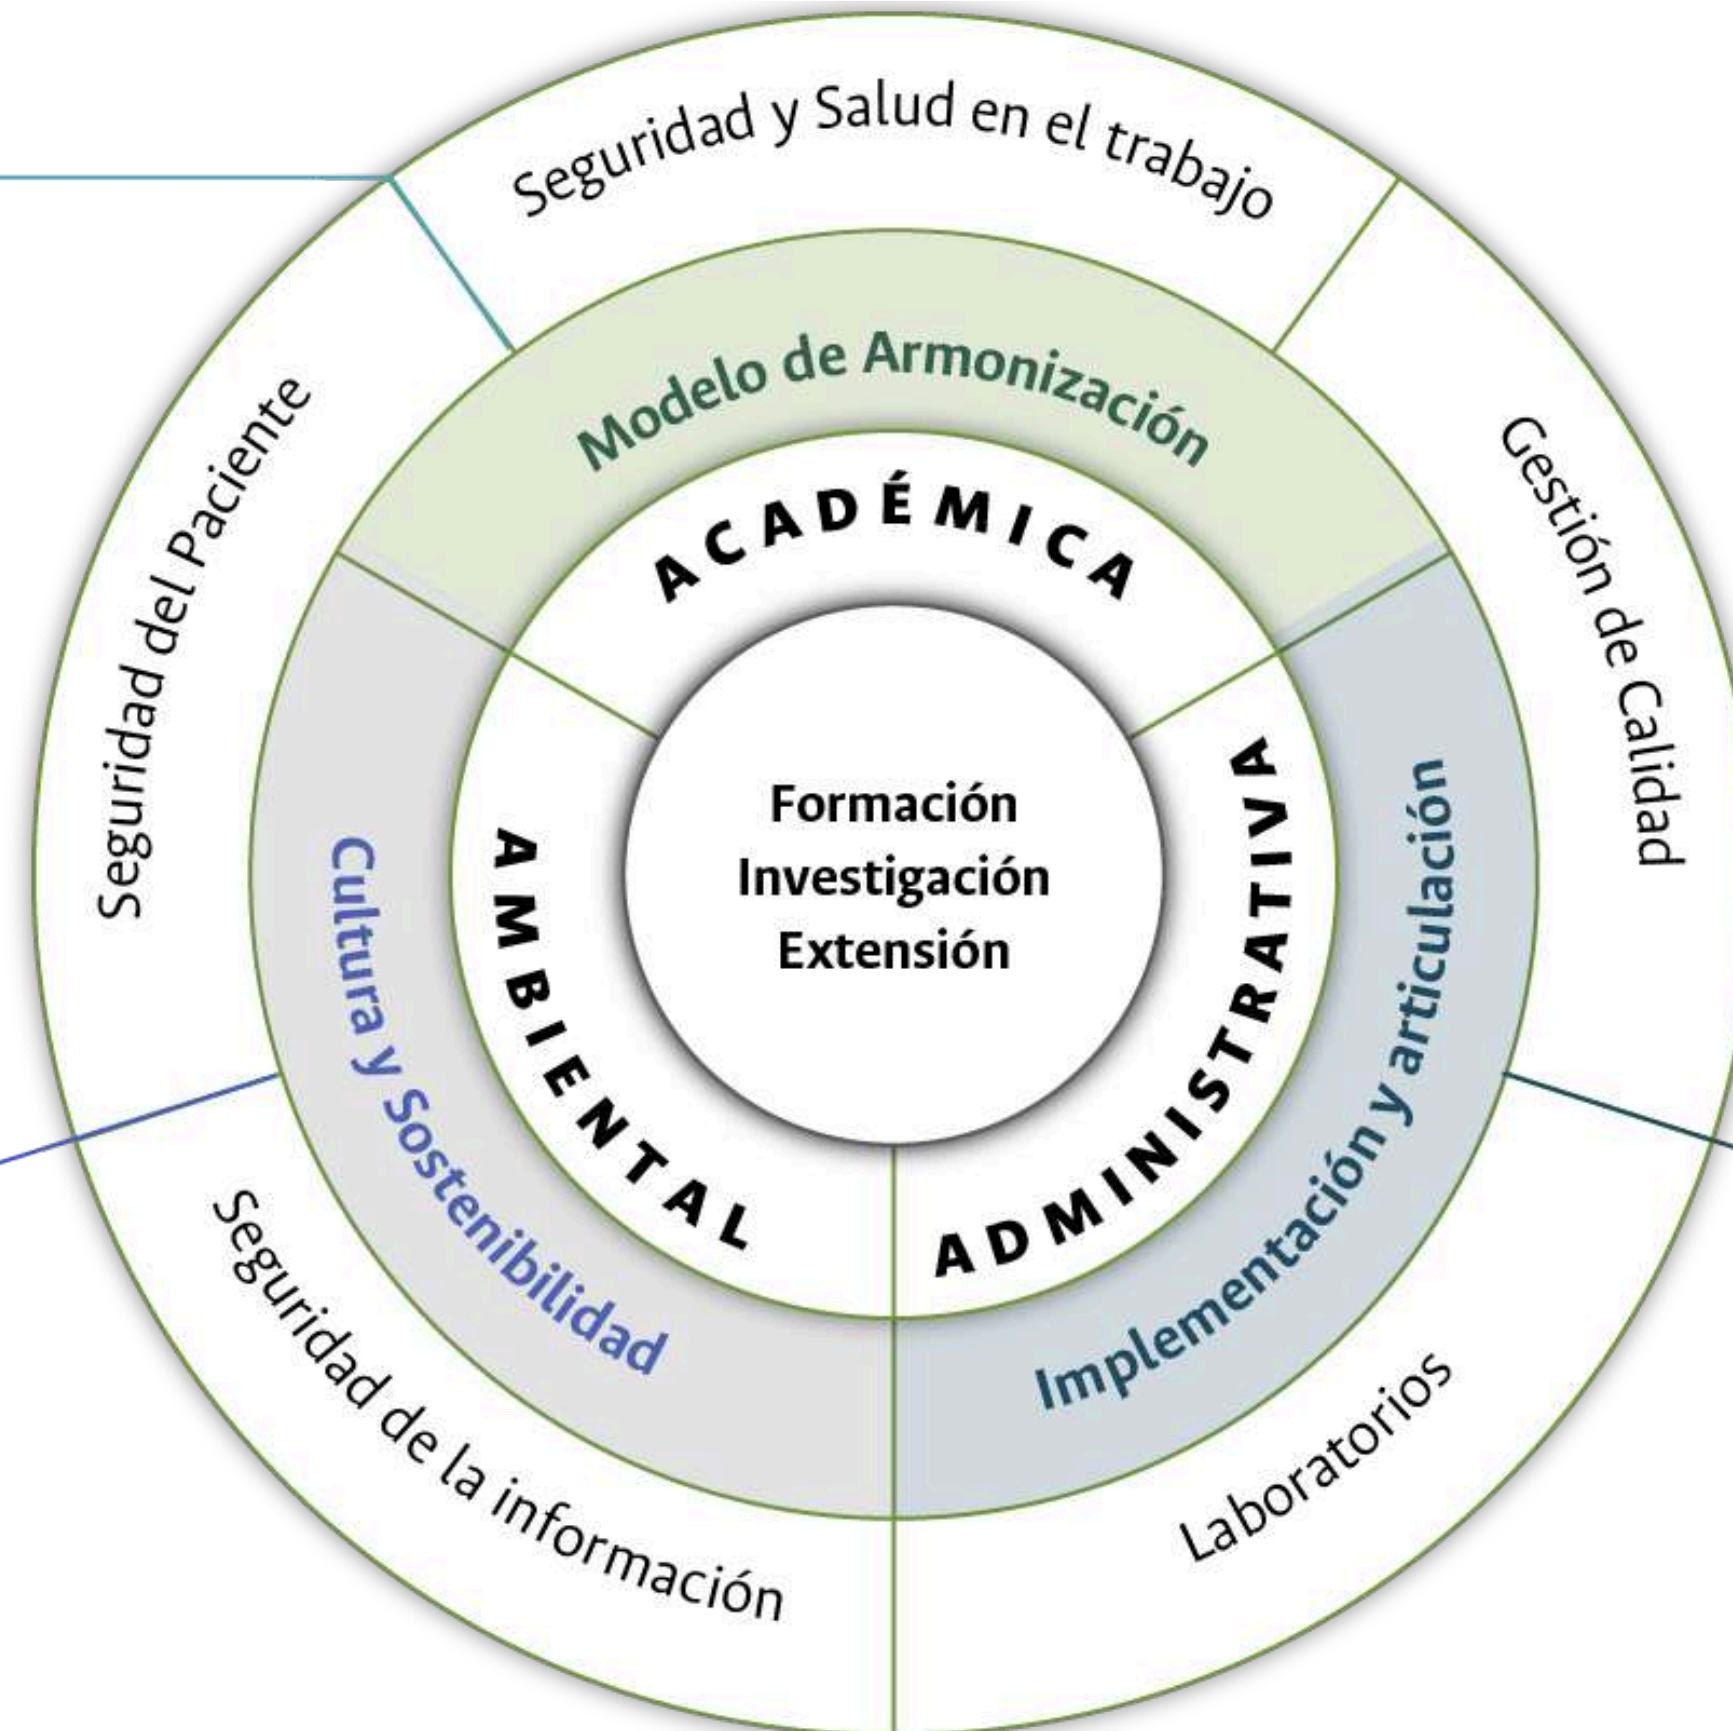 Seguridad y Salud en el trabajo
Gestión de Calidad
Laboratorios
Seguridad de la información
Seguridad del Paciente
Modelo de Armonización
Implementación y articulación
Cultura y Sostenibilidad
ACADÉMICA
ADMINISTRATIVA
AMBIENTAL
Formación
Investigación
Extensión